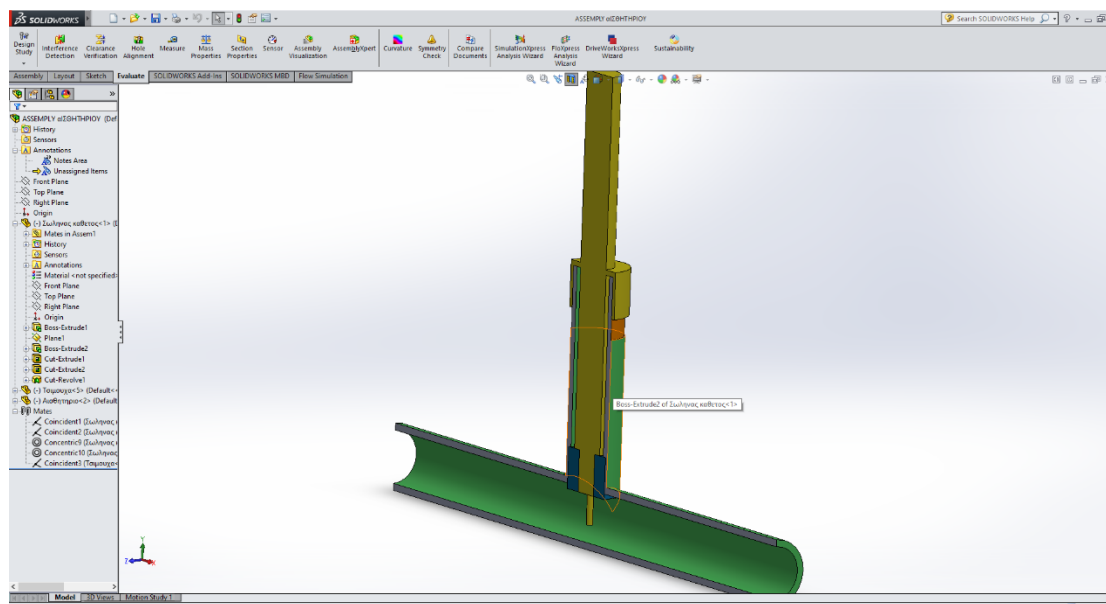 SOLIDWORKS
ASSEMBLY αΙΣΘΗΤΗΡΙΟΥ
Search SOLIDWORKS Help
Design Study
Interference Detection
Clearance Verification
Hole Alignment
Measure
Mass Properties
Section Properties
Sensor
Assembly Visualization
AssemblyXpert
Curvature
Symmetry Check
Compare Documents
SimulationXpress Analysis Wizard
FloXpress Analysis Wizard
DriveWorksXpress Wizard
Sustainability
Assembly Layout Sketch Evaluate SOLIDWORKS Add-Ins SOLIDWORKS MBD Flow Simulation
ASSEMBLY αΙΣΘΗΤΗΡΙΟΥ (Def
History
Sensors
Annotations
Notes Area
Unassigned Items
Front Plane
Top Plane
Right Plane
Origin
(-) Σωληνας καθετος<1> (
Mates in Assem1
History
Sensors
Annotations
Material <not specified>
Front Plane
Top Plane
Right Plane
Origin
Boss-Extrude1
Plane1
Boss-Extrude2
Cut-Extrude1
Cut-Extrude2
Cut-Revolve1
(-) Τσιμουχα<5> (Default<
(-) Αισθητηριο<2> (Default
Mates
Coincident1 (Σωληνας
Coincident2 (Σωληνας
Concentric9 (Σωληνας
Concentric10 (Σωληνας
Coincident3 (Τσιμουχα<
Boss-Extrude2 of Σωληνας καθετος<1>
Y
Z X
Model 3D Views Motion Study 1